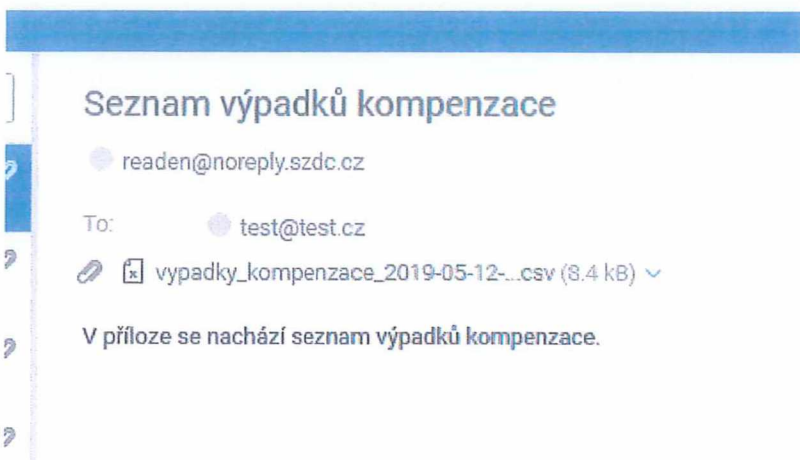 Seznam výpadků kompenzace
readen@noreply.szdc.cz
To: test@test.cz
vypadky_kompenzace_2019-05-12-...csv (8.4 kB)
V příloze se nachází seznam výpadků kompenzace.